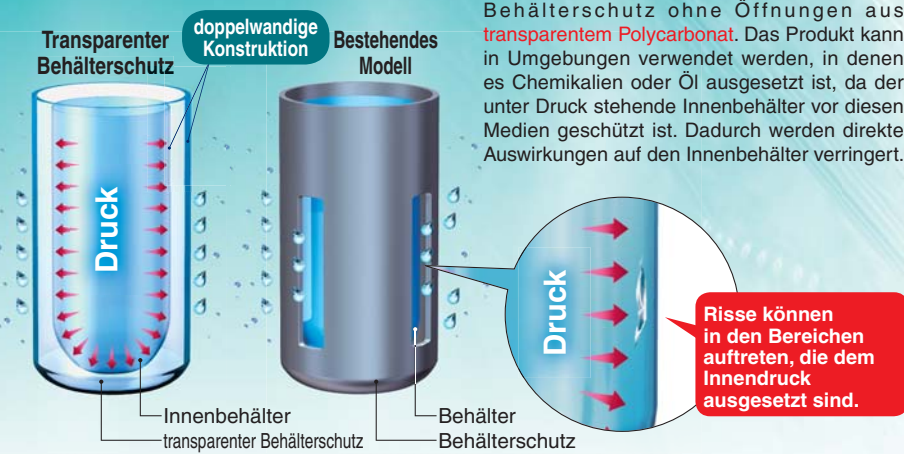 Behälterschutz ohne Öffnungen aus
transparentem Polycarbonat. Das Produkt kann
in Umgebungen verwendet werden, in denen
es Chemikalien oder Öl ausgesetzt ist, da der
unter Druck stehende Innenbehälter vor diesen
Medien geschützt ist. Dadurch werden direkte
Auswirkungen auf den Innenbehälter verringert.
Transparenter
Behälterschutz
doppelwandige
Konstruktion
Bestehendes
Modell
Druck
Druck
Risse können
in den Bereichen
auftreten, die dem
Innendruck
ausgesetzt sind.
Innenbehälter
transparenter Behälterschutz
Behälter
Behälterschutz